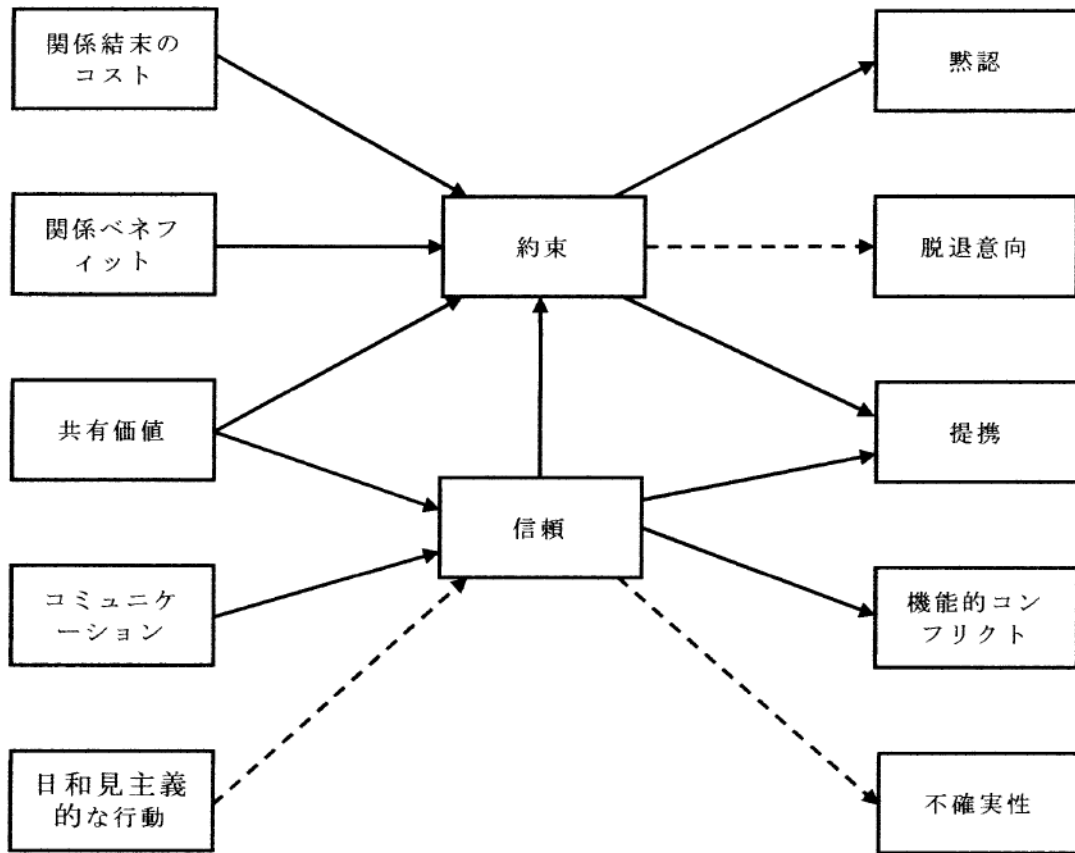 関係結末の
コスト
黙認
関係ベネフ
ィット
約束
脱退意向
共有価値
提携
信頼
コミュニケ
ーション
機能的コン
フリクト
日和見主義
的な行動
不確実性